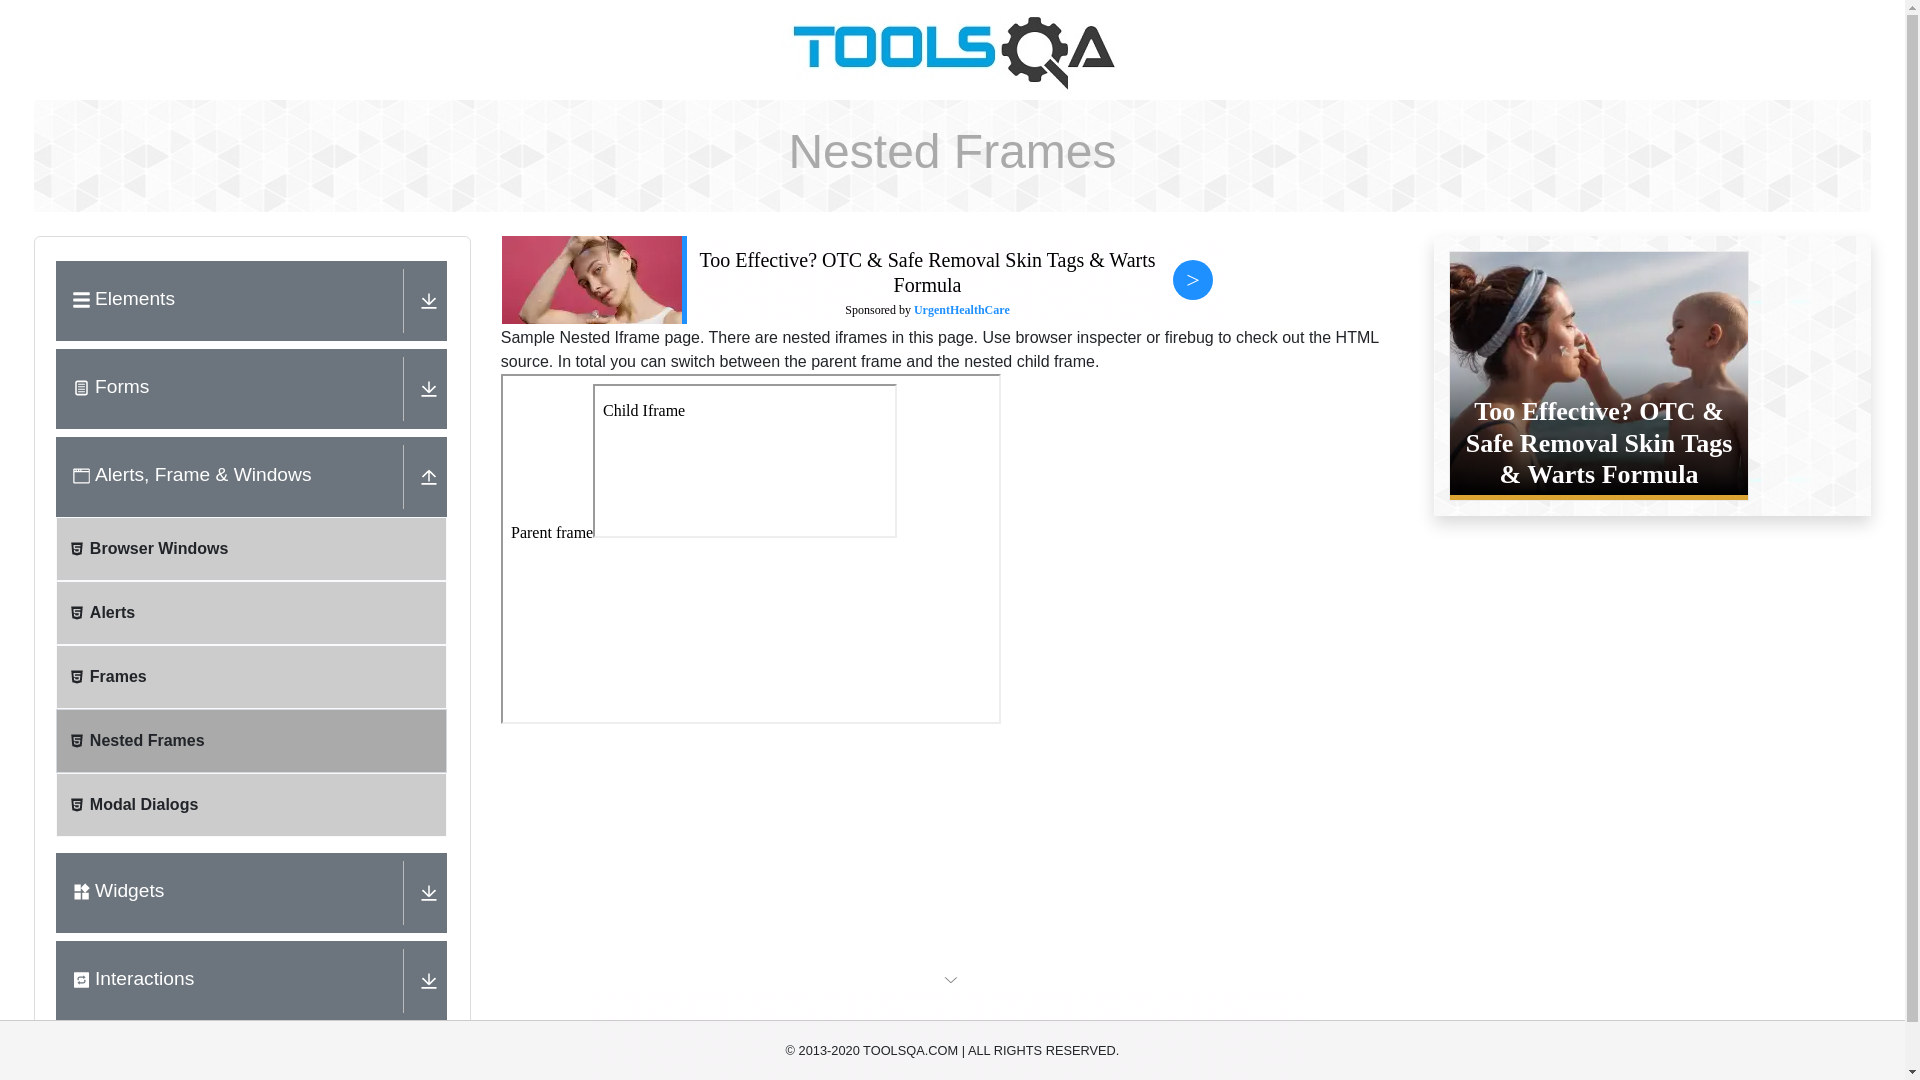 TOOLSQA
Nested Frames
Elements
Forms
Alerts, Frame & Windows
Browser Windows
Alerts
Frames
Nested Frames
Modal Dialogs
Widgets
Interactions
Too Effective? OTC & Safe Removal Skin Tags & Warts
Formula
Sponsored by UrgentHealthCare
>
Sample Nested Iframe page. There are nested iframes in this page. Use browser inspecter or firebug to check out the HTML
source. In total you can switch between the parent frame and the nested child frame.
Child Iframe
Parent frame
Too Effective? OTC &
Safe Removal Skin Tags
& Warts Formula
© 2013-2020 TOOLSQA.COM | ALL RIGHTS RESERVED.